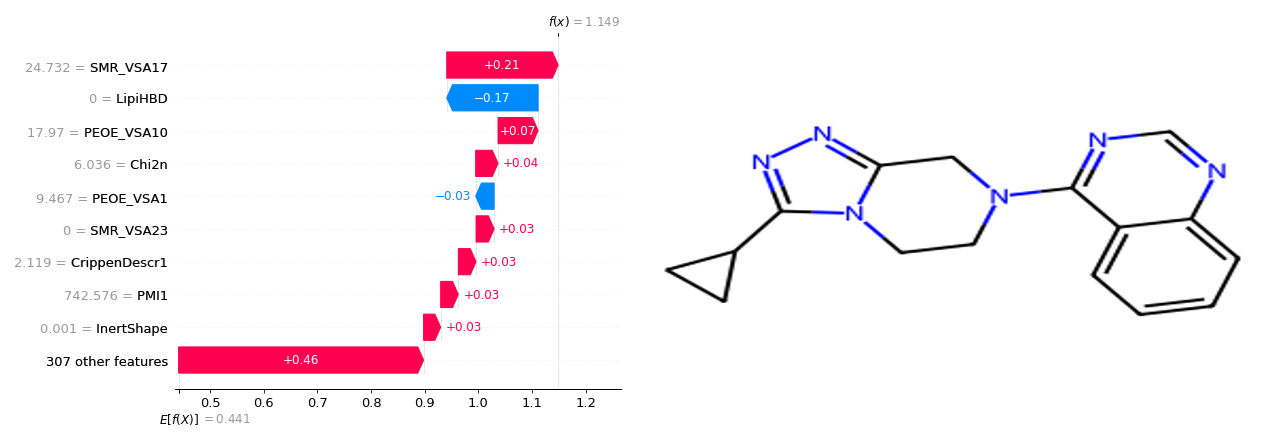 f(x) = 1.149
24.732 = SMR_VSA17
+0.21
0 = LipiHBD
−0.17
17.97 = PEOE_VSA10
+0.07
6.036 = Chi2n
+0.04
9.467 = PEOE_VSA1
−0.03
0 = SMR_VSA23
+0.03
2.119 = CrippenDescr1
+0.03
742.576 = PMI1
+0.03
0.001 = InertShape
+0.03
307 other features
+0.46
0.5 0.6 0.7 0.8 0.9 1.0 1.1 1.2
E[f(X)] = 0.441
N
N
N
N
N
N